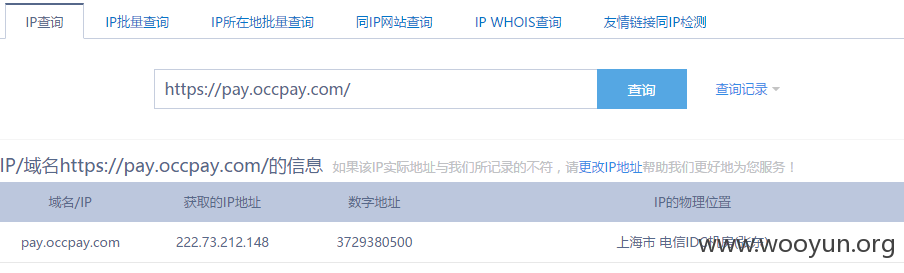 IP查询 IP批量查询 IP所在地批量查询 同IP网站查询 IP WHOIS查询 友情链接同IP检测
https://pay.occpay.com/ 查询 查询记录
IP/域名https://pay.occpay.com/的信息 如果该IP实际地址与我们所记录的不符，请更改IP地址帮助我们更好地为您服务！
域名/IP 获取的IP地址 数字地址 IP的物理位置
pay.occpay.com 222.73.212.148 3729380500 上海市 电信IDC机房
www.wooyun.org